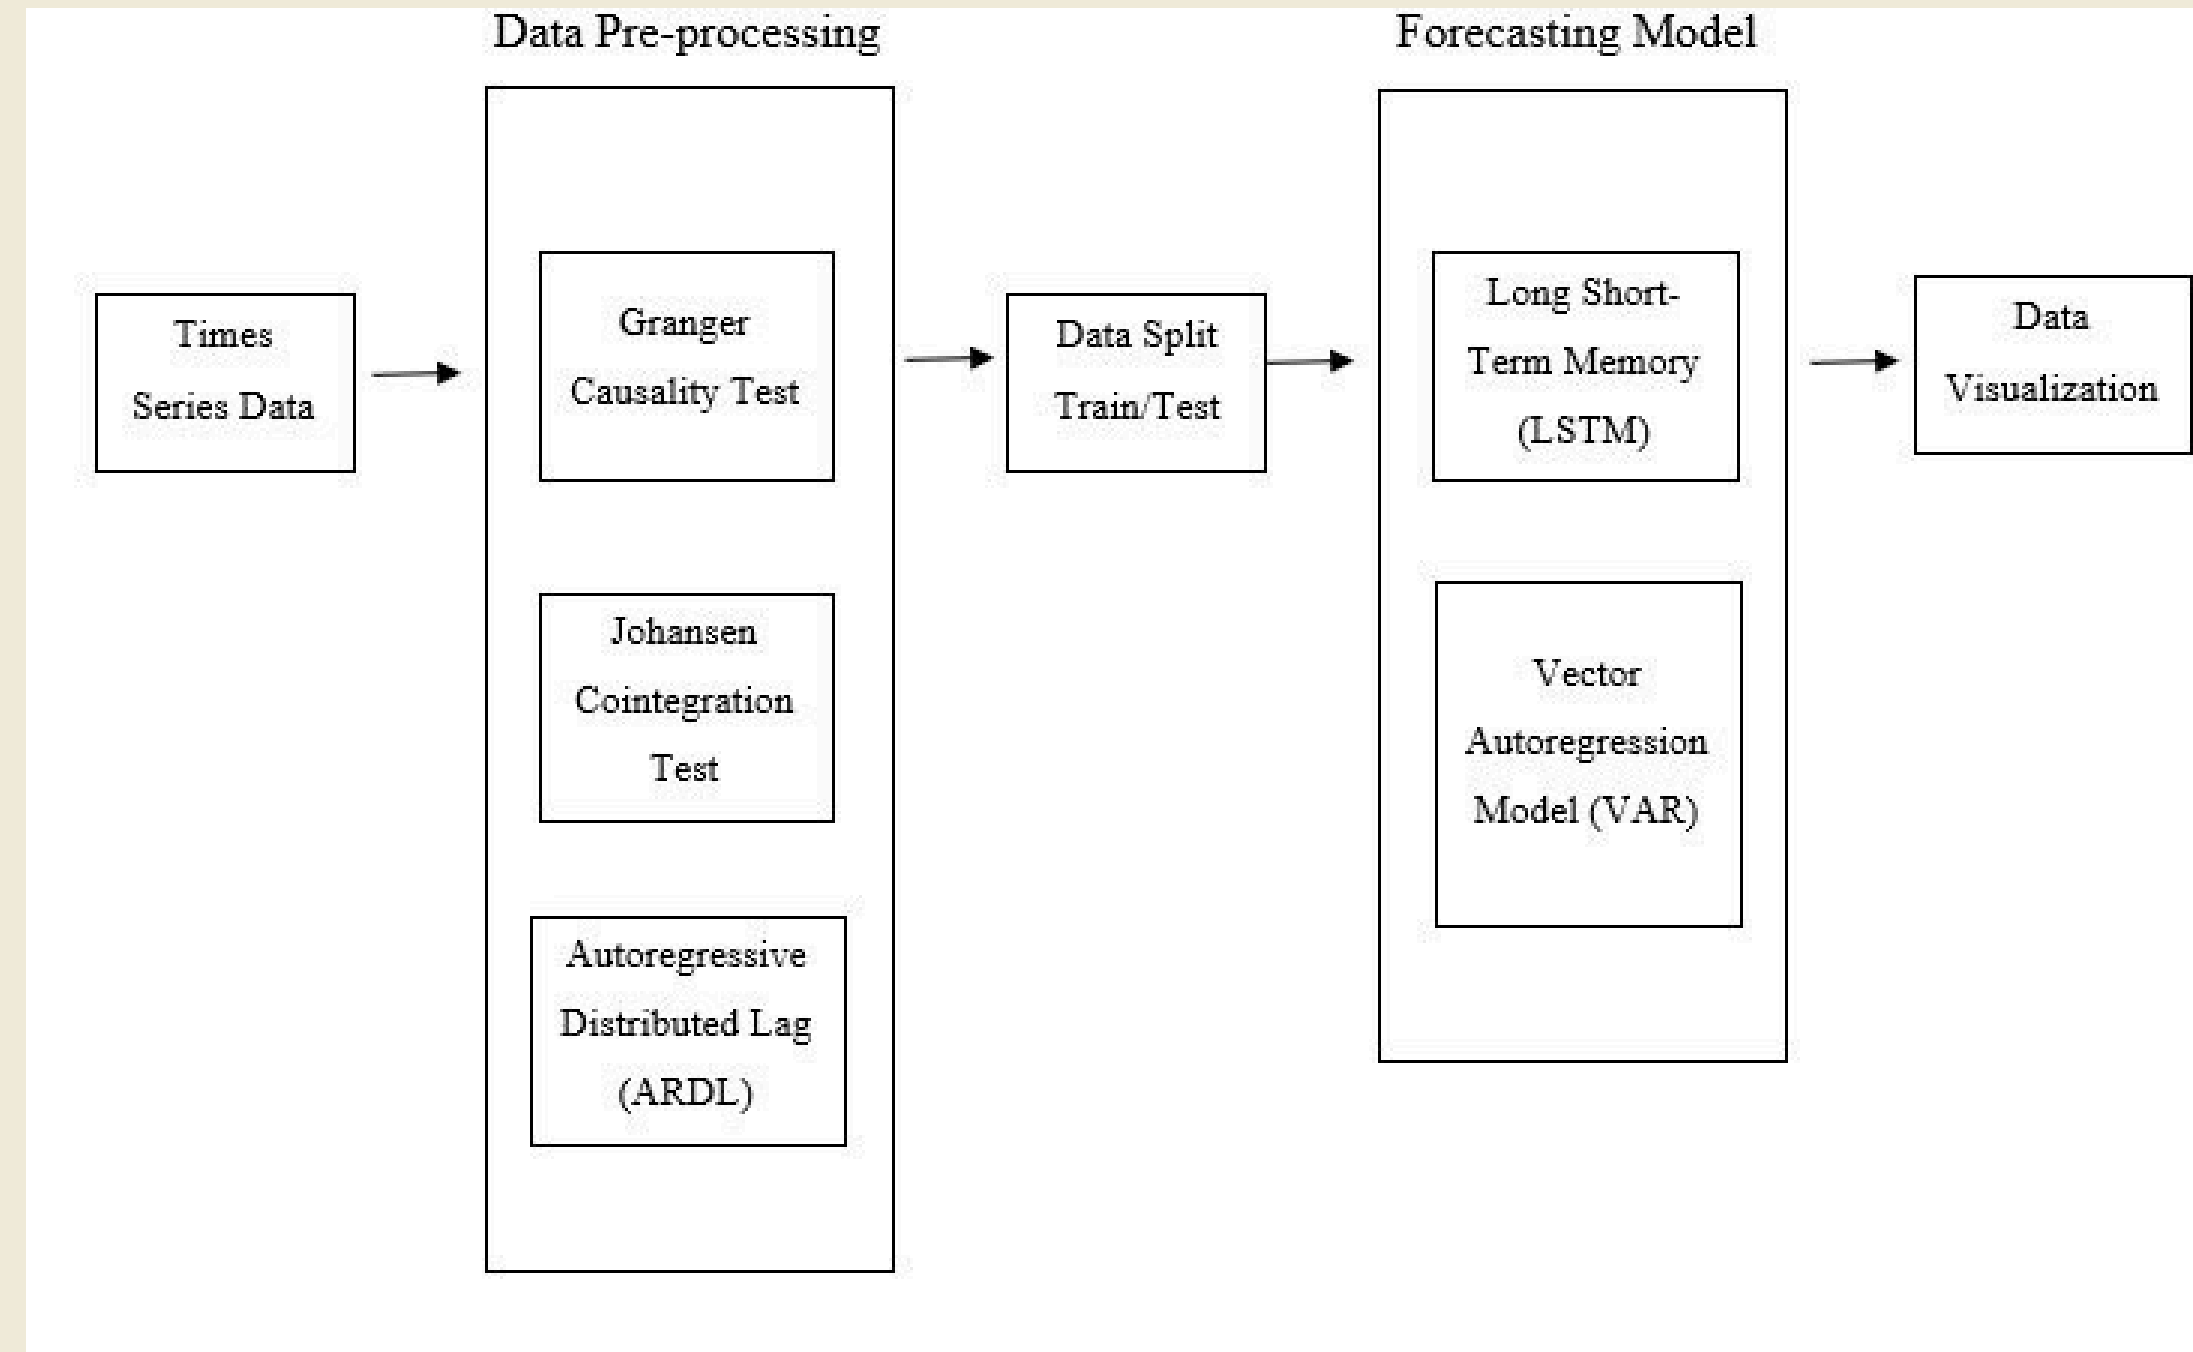 Data Pre-processing
Forecasting Model
Times
Series Data
Granger
Causality Test
Johansen
Cointegration
Test
Autoregressive
Distributed Lag
(ARDL)
Data Split
Train/Test
Long Short-
Term Memory
(LSTM)
Vector
Autoregression
Model (VAR)
Data
Visualization